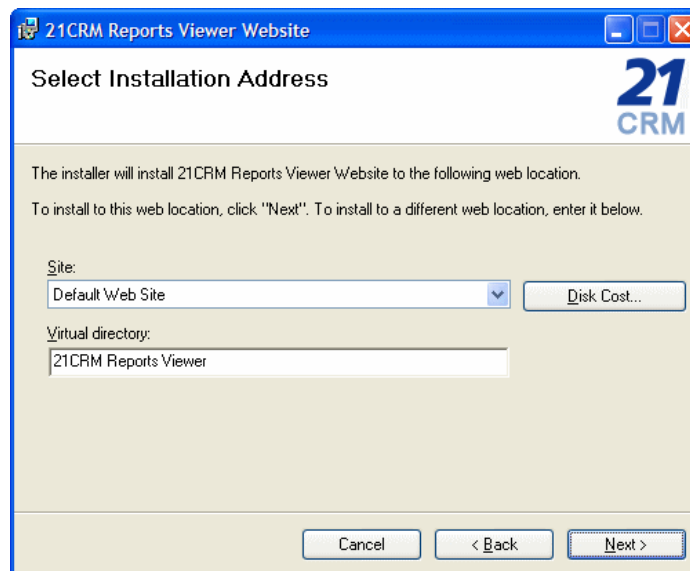 21CRM Reports Viewer Website
Select Installation Address
21
CRM
The installer will install 21CRM Reports Viewer Website to the following web location.
To install to this web location, click "Next". To install to a different web location, enter it below.
Site:
Default Web Site
Disk Cost...
Virtual directory:
21CRM Reports Viewer
Cancel
< Back
Next >